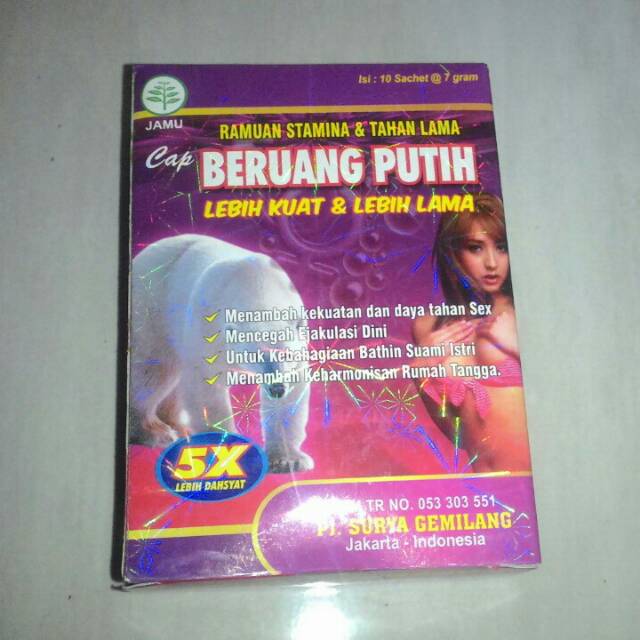 Isi : 10 Sachet @ 7 gram
JAMU
RAMUAN STAMINA & TAHAN LAMA
Cap
BERUANG PUTIH
LEBIH KUAT & LEBIH LAMA
Menambah kekuatan dan daya tahan Sex
Mencegah Ejakulasi Dini
Untuk Kebahagiaan Bathin Suami Istri
Menambah Keharmonisan Rumah Tangga.
5X
LEBIH DAHSYAT
TR NO. 053 303 551
PJ. SURYA GEMILANG
Jakarta - Indonesia